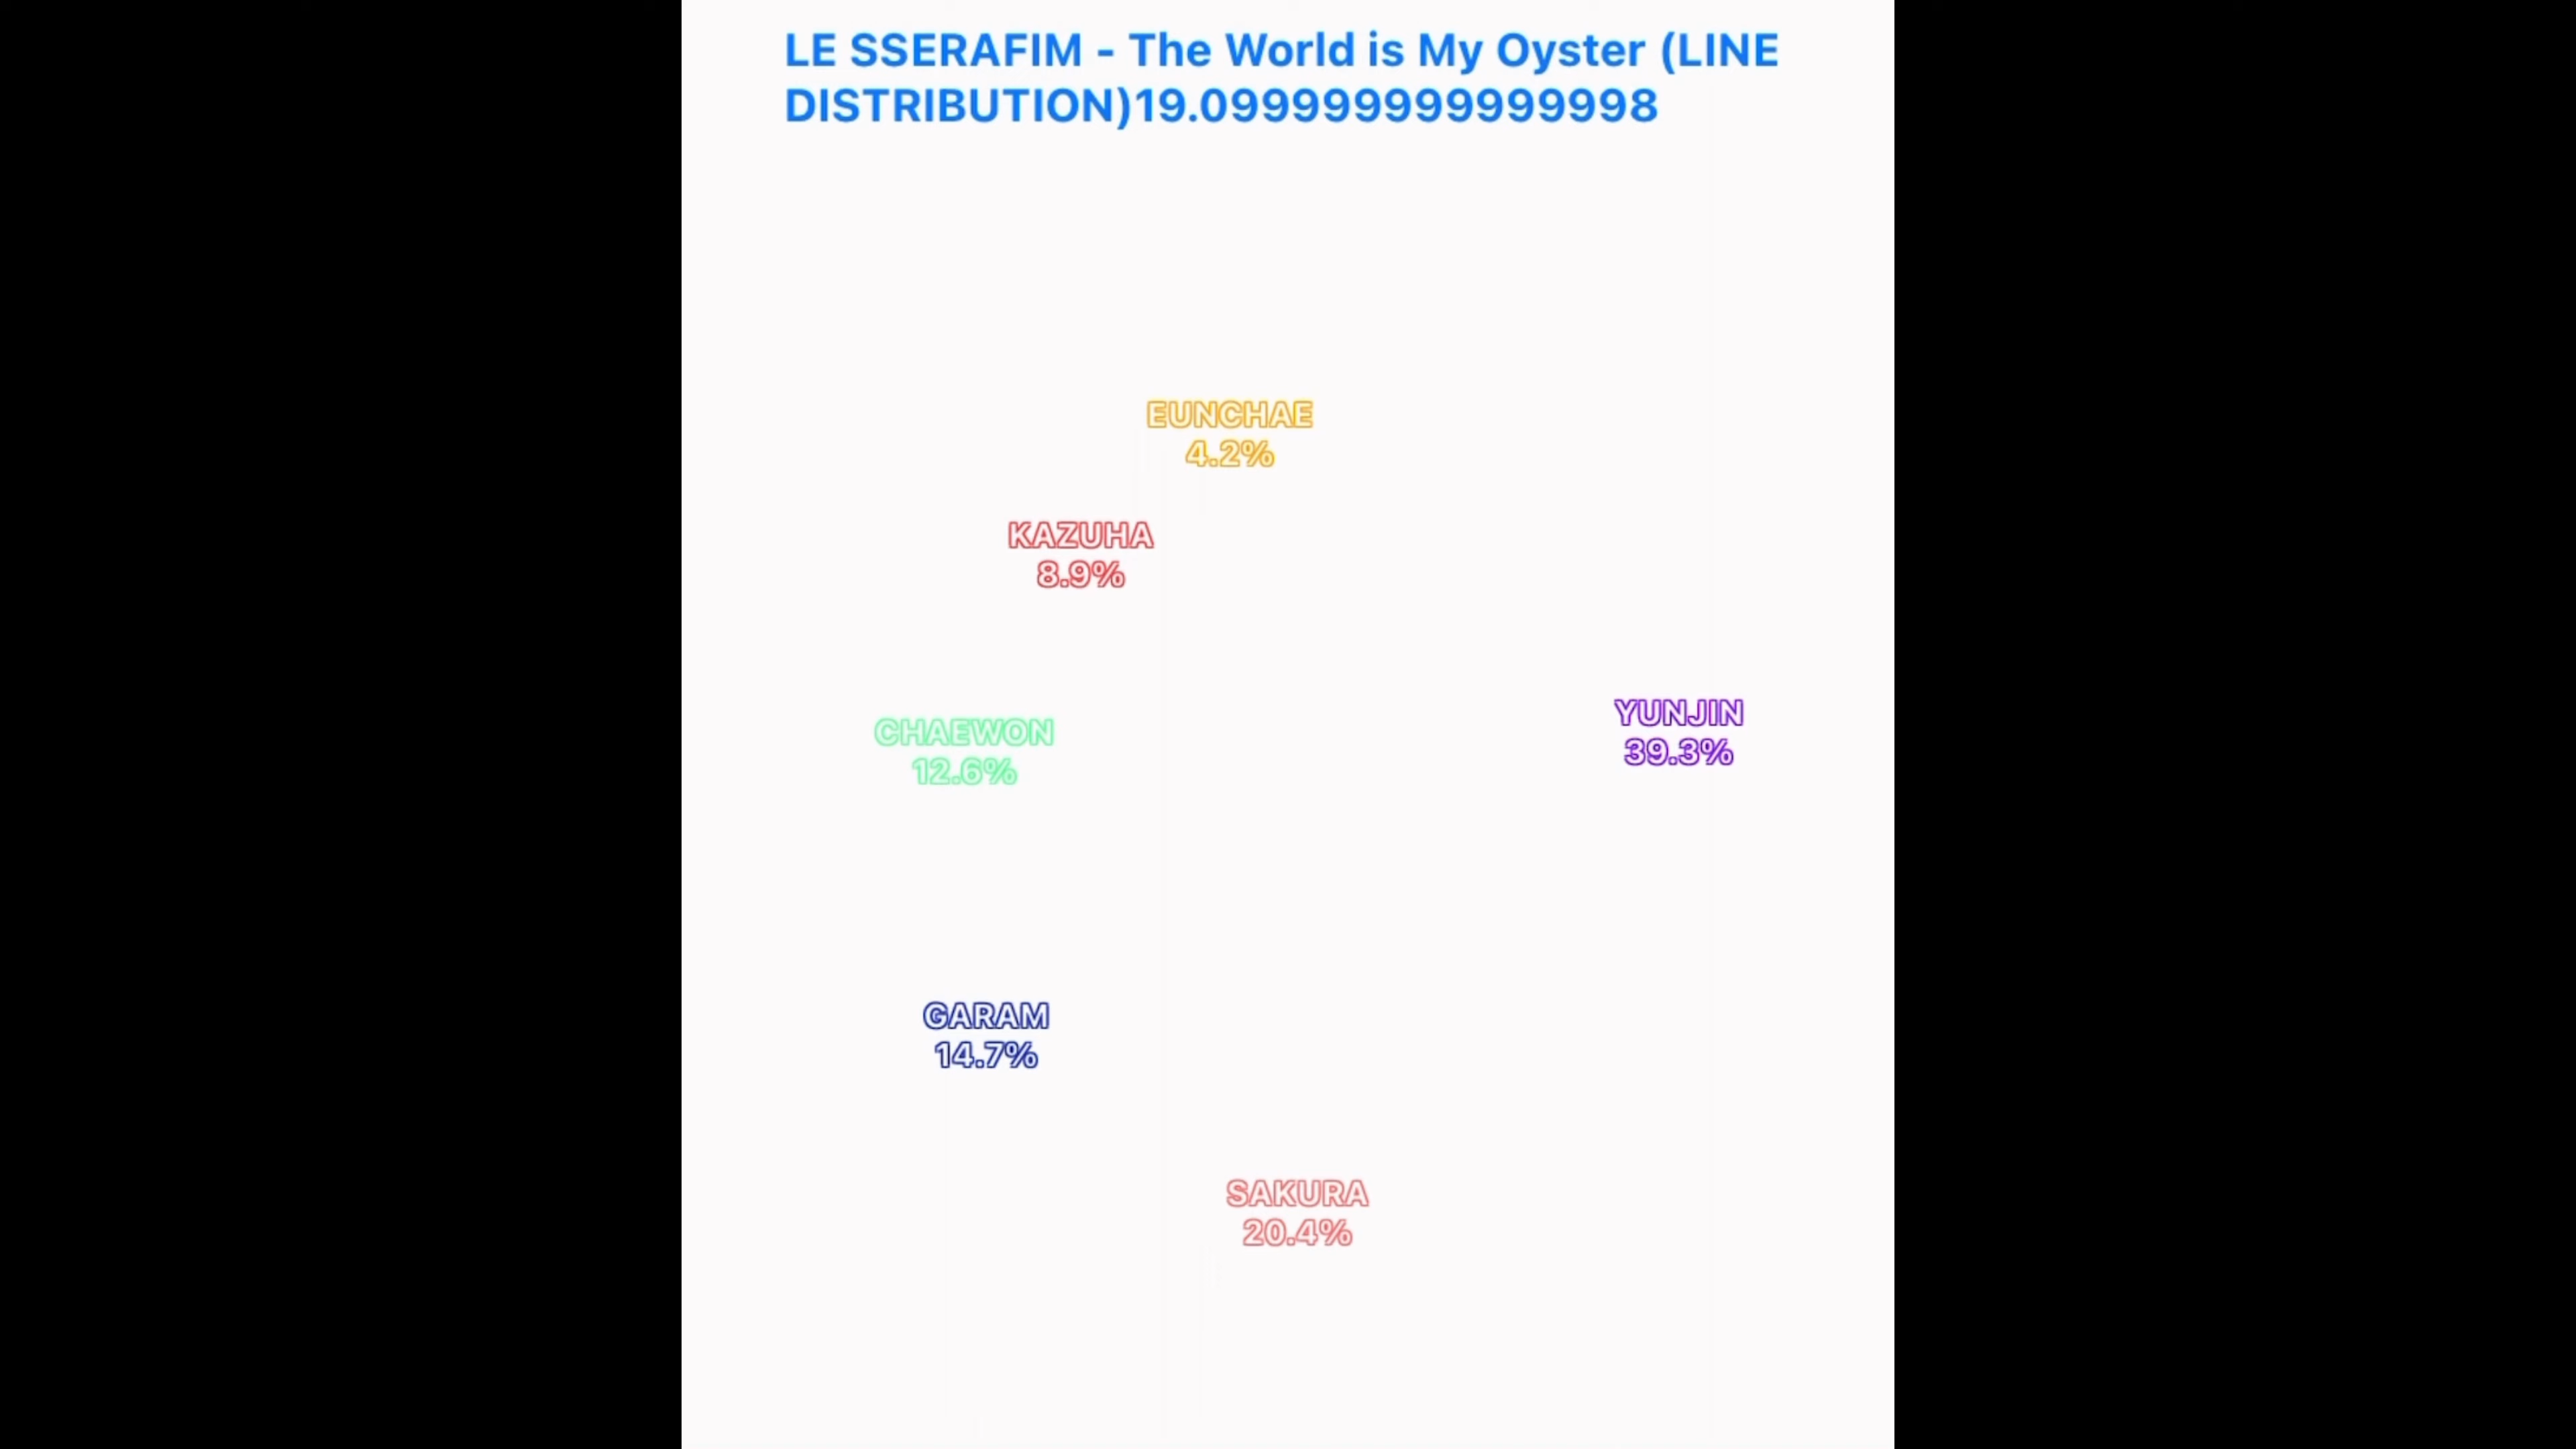 LE SSERAFIM - The World is My Oyster (LINE
DISTRIBUTION)19.099999999999998
EUNCHAE
4.2%
KAZUHA
8.9%
YUNJIN
39.3%
CHAEWON
12.6%
GARAM
14.7%
SAKURA
20.4%